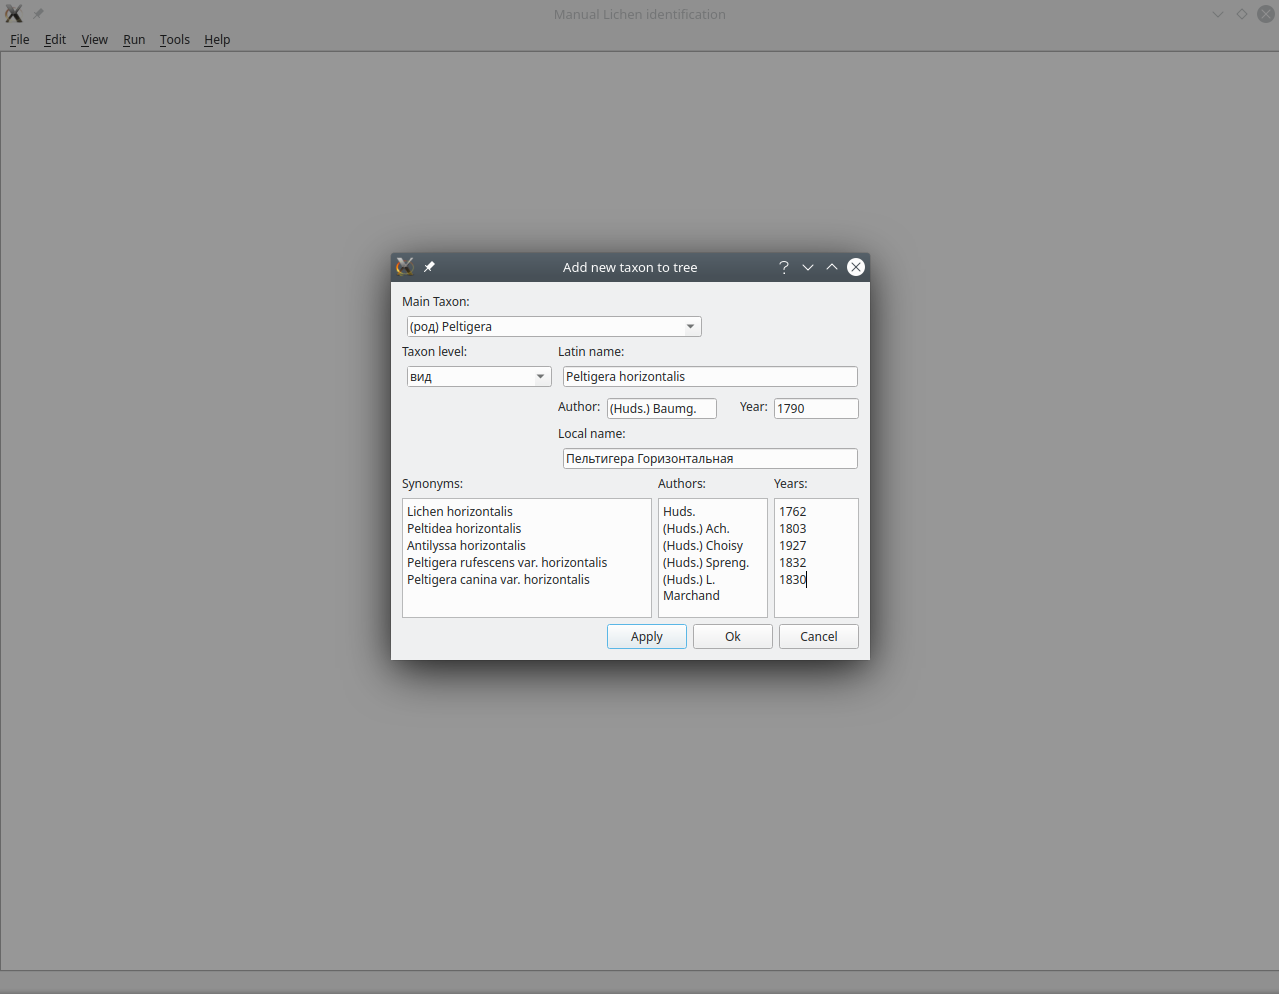 Manual Lichen identification
File Edit View Run Tools Help
Add new taxon to tree
Main Taxon:
(род) Peltigera
Taxon level: Latin name:
вид Peltigera horizontalis
Author: (Huds.) Baumg. Year: 1790
Local name:
Пельтигера Горизонтальная
Synonyms: Authors: Years:
Lichen horizontalis Huds. 1762
Peltidea horizontalis (Huds.) Ach. 1803
Antilyssa horizontalis (Huds.) Choisy 1927
Peltigera rufescens var. horizontalis (Huds.) Spreng. 1832
Peltigera canina var. horizontalis (Huds.) L. 1830
Marchand
Apply Ok Cancel